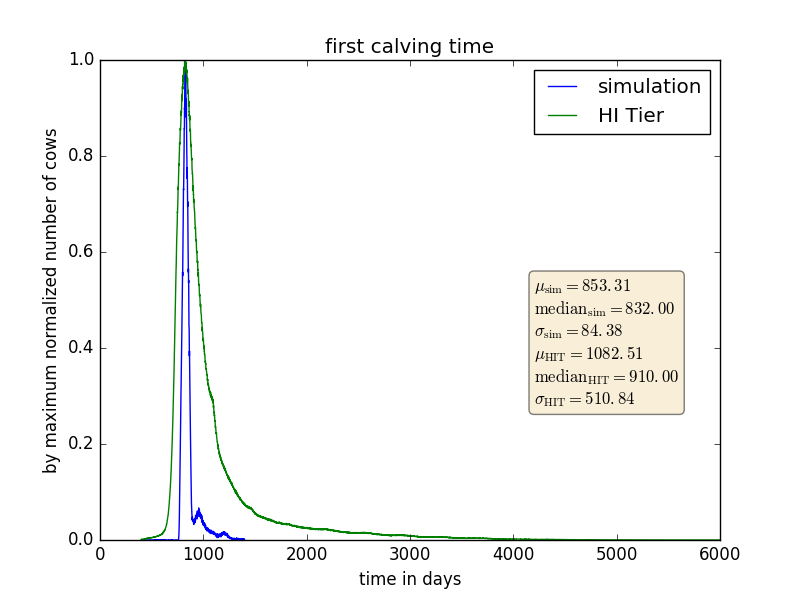 first calving time
simulation
HI Tier
by maximum normalized number of cows
1.0
0.8
0.6
0.4
0.2
0.0
μsim = 853.31
mediansim = 832.00
σsim = 84.38
μHIT = 1082.51
medianHIT = 910.00
σHIT = 510.84
0 1000 2000 3000 4000 5000 6000
time in days